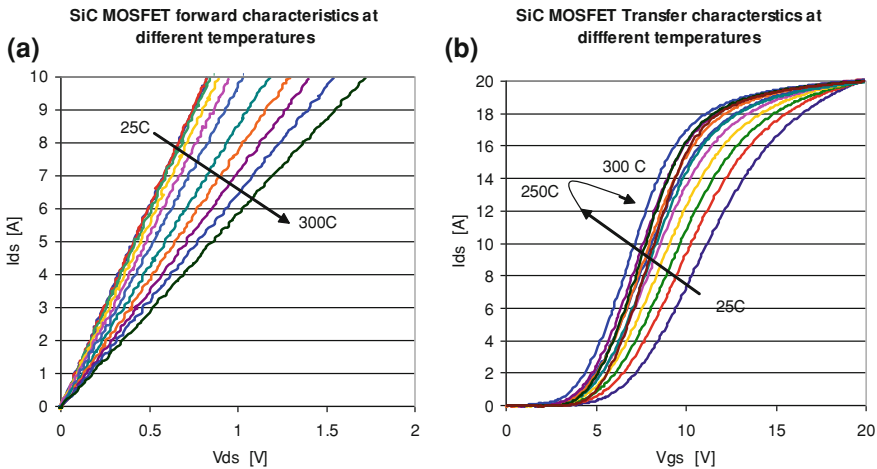 SiC MOSFET forward characteristics at
different temperatures
(a)
10
9
8
7
6
5
4
3
2
1
0
Ids [A]
25C
300C
0
0.5
1
1.5
2
Vds [V]
SiC MOSFET Transfer characteristics at
different temperatures
(b)
20
18
16
14
12
10
8
6
4
2
0
Ids [A]
300 C
250C
25C
0
5
10
15
20
Vgs [V]